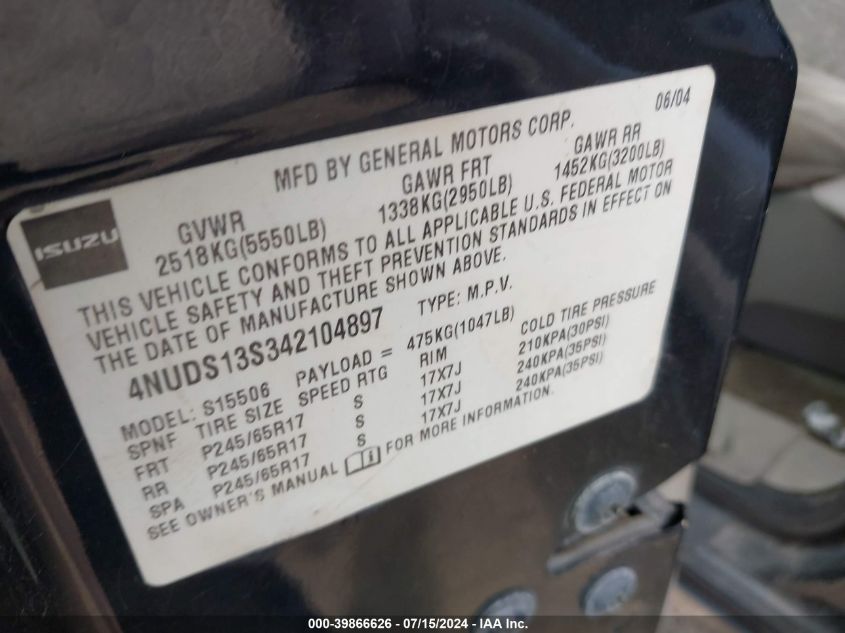 06/04
MFD BY GENERAL MOTORS CORP.
ISUZU
GVWR GAWR FRT GAWR RR
2518KG(5550LB) 1338KG(2950LB) 1452KG(3200LB)
THIS VEHICLE CONFORMS TO ALL APPLICABLE U.S. FEDERAL MOTOR
VEHICLE SAFETY AND THEFT PREVENTION STANDARDS IN EFFECT ON
THE DATE OF MANUFACTURE SHOWN ABOVE.
4NUDS13S342104897 TYPE: M.P.V.
MODEL: S15506 PAYLOAD = 475KG(1047LB)
SPNF TIRE SIZE SPEED RTG RIM COLD TIRE PRESSURE
FRT P245/65R17 S 17X7J 210KPA(30PSI)
RR P245/65R17 S 17X7J 240KPA(35PSI)
SPA P245/65R17 S 17X7J 240KPA(35PSI)
SEE OWNER'S MANUAL FOR MORE INFORMATION.
000-39866626 - 07/15/2024 - IAA Inc.